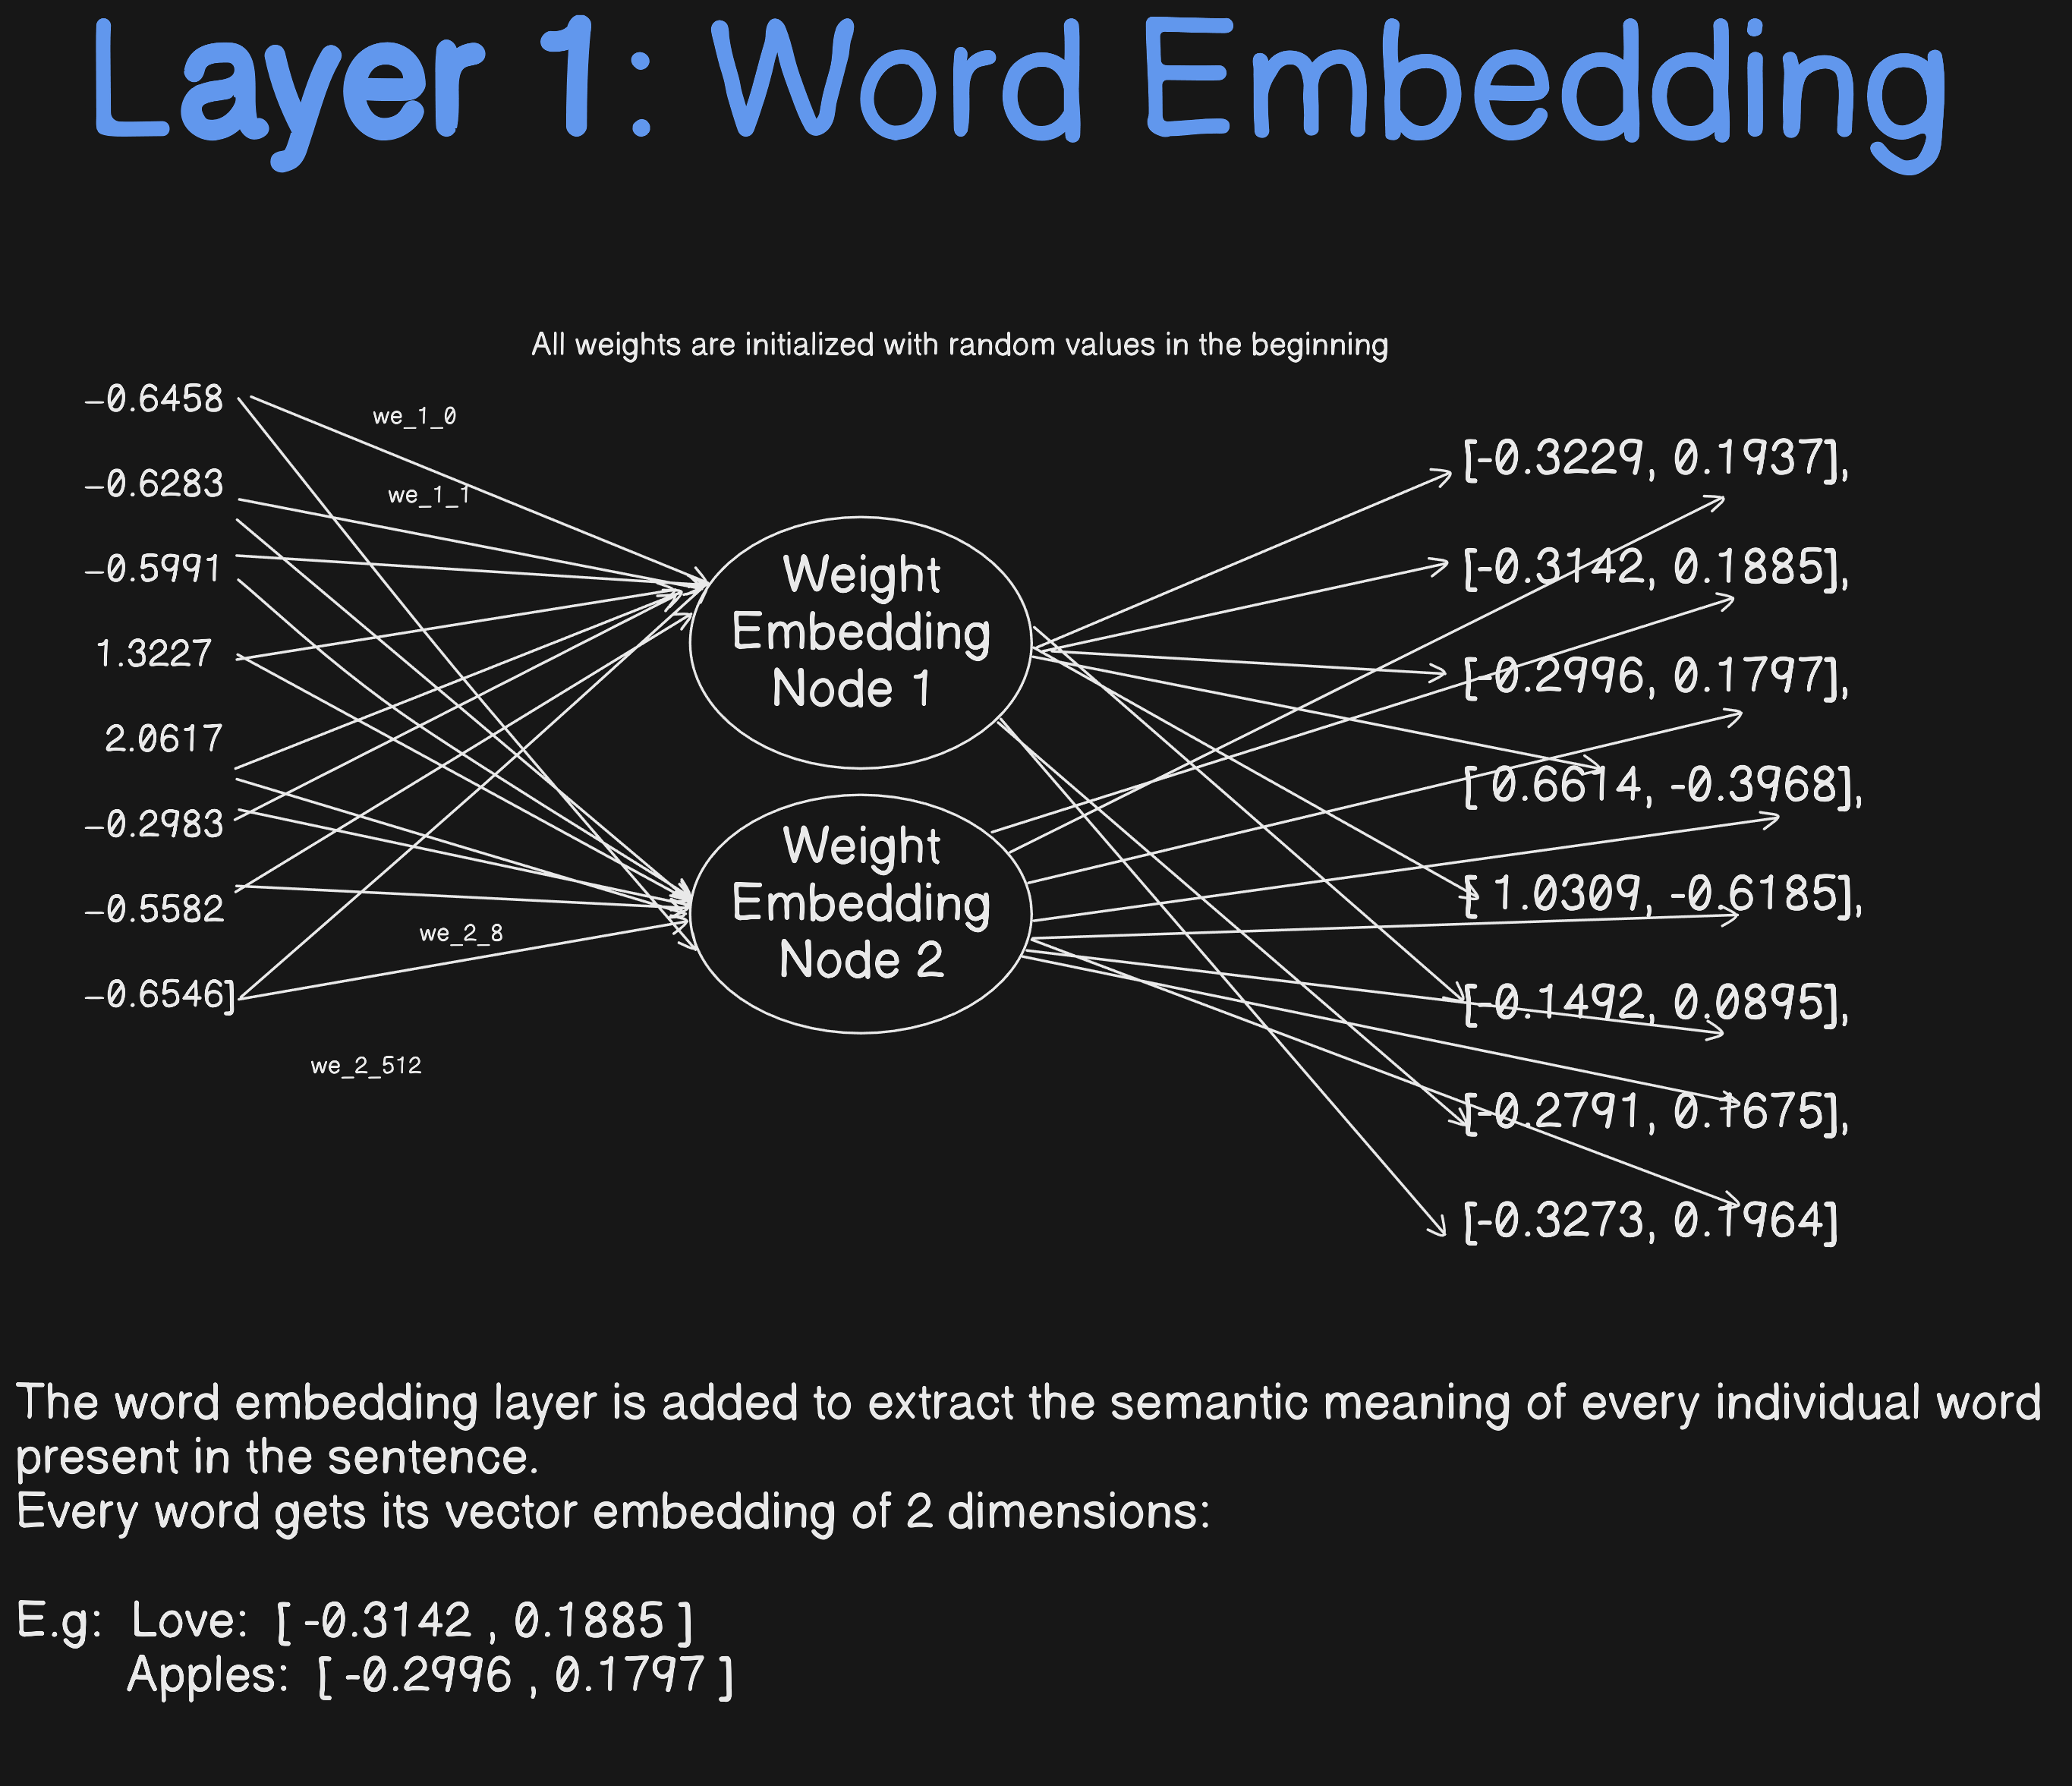 Layer 1: Word Embedding
All weights are initialized with random values in the beginning
-0.6458
-0.6283
-0.5991
1.3227
2.0617
-0.2983
-0.5582
-0.6546]
we_1_0
we_1_1
we_2_8
we_2_512
Weight
Embedding
Node 1
Weight
Embedding
Node 2
[-0.3229, 0.1937],
[-0.3142, 0.1885],
[-0.2996, 0.1797],
[ 0.6614, -0.3968],
[ 1.0309, -0.6185],
[-0.1492, 0.0895],
[-0.2791, 0.1675],
[-0.3273, 0.1964]
The word embedding layer is added to extract the semantic meaning of every individual word
present in the sentence.
Every word gets its vector embedding of 2 dimensions:
E.g: Love: [ -0.3142 , 0.1885 ]
Apples: [ -0.2996 , 0.1797 ]